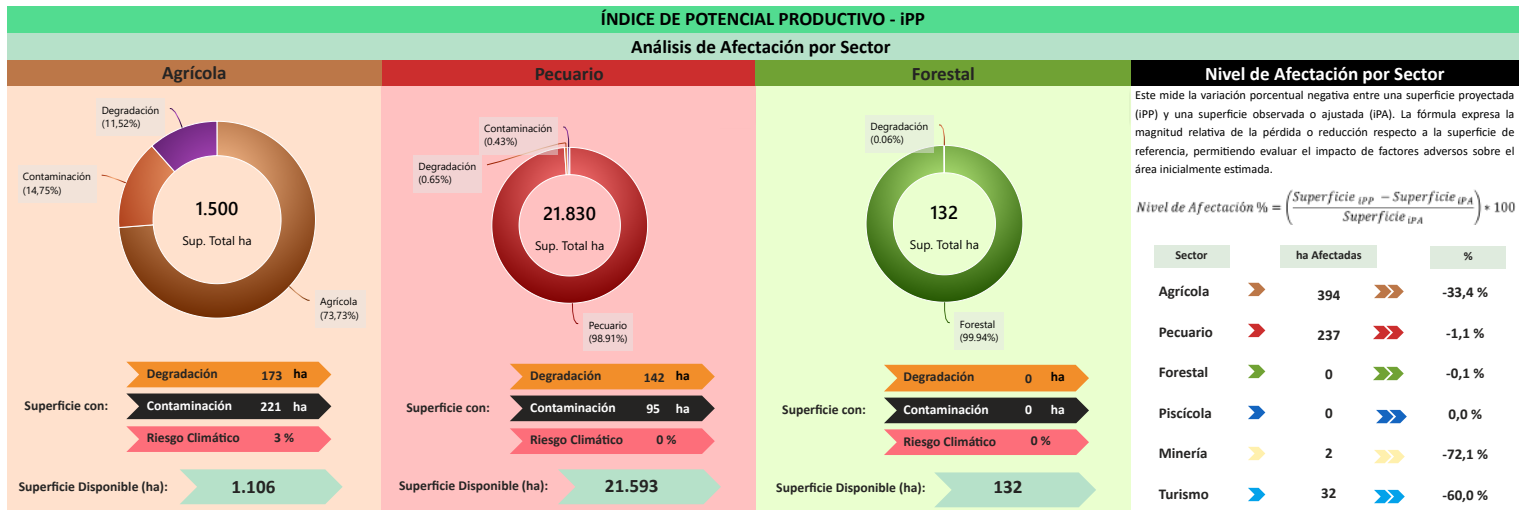 ÍNDICE DE POTENCIAL PRODUCTIVO - iPP
Análisis de Afectación por Sector
Agrícola
Degradación
(11,52%)
Contaminación
(14,75%)
1.500
Sup. Total ha
Agrícola
(73,73%)
Superficie con:
Degradación 173 ha
Contaminación 221 ha
Riesgo Climático 3 %
Superficie Disponible (ha): 1.106
Pecuario
Contaminación
(0.43%)
Degradación
(0.65%)
21.830
Sup. Total ha
Pecuario
(98.91%)
Superficie con:
Degradación 142 ha
Contaminación 95 ha
Riesgo Climático 0 %
Superficie Disponible (ha): 21.593
Forestal
Degradación
(0.06%)
132
Sup. Total ha
Forestal
(99.94%)
Superficie con:
Degradación 0 ha
Contaminación 0 ha
Riesgo Climático 0 %
Superficie Disponible (ha): 132
Nivel de Afectación por Sector
Este mide la variación porcentual negativa entre una superficie proyectada
(iPP) y una superficie observada o ajustada (iPA). La fórmula expresa la
magnitud relativa de la pérdida o reducción respecto a la superficie de
referencia, permitiendo evaluar el impacto de factores adversos sobre el
área inicialmente estimada.
Nivel de Afectación % = (Superficie iPP − Superficie iPA / Superficie iPA) * 100
Sector ha Afectadas %
Agrícola 394 -33,4 %
Pecuario 237 -1,1 %
Forestal 0 -0,1 %
Piscícola 0 0,0 %
Minería 2 -72,1 %
Turismo 32 -60,0 %